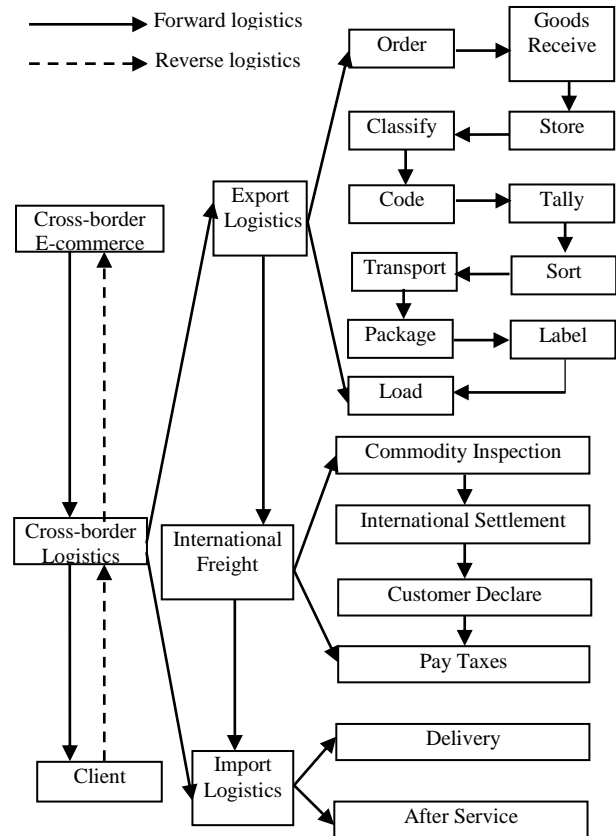 Forward logistics
Reverse logistics
Order
Goods
Receive
Classify
Store
Export
Logistics
Code
Tally
Cross-border
E-commerce
Transport
Sort
Package
Label
Load
Commodity Inspection
Cross-border
Logistics
International
Freight
International Settlement
Customer Declare
Pay Taxes
Client
Import
Logistics
Delivery
After Service